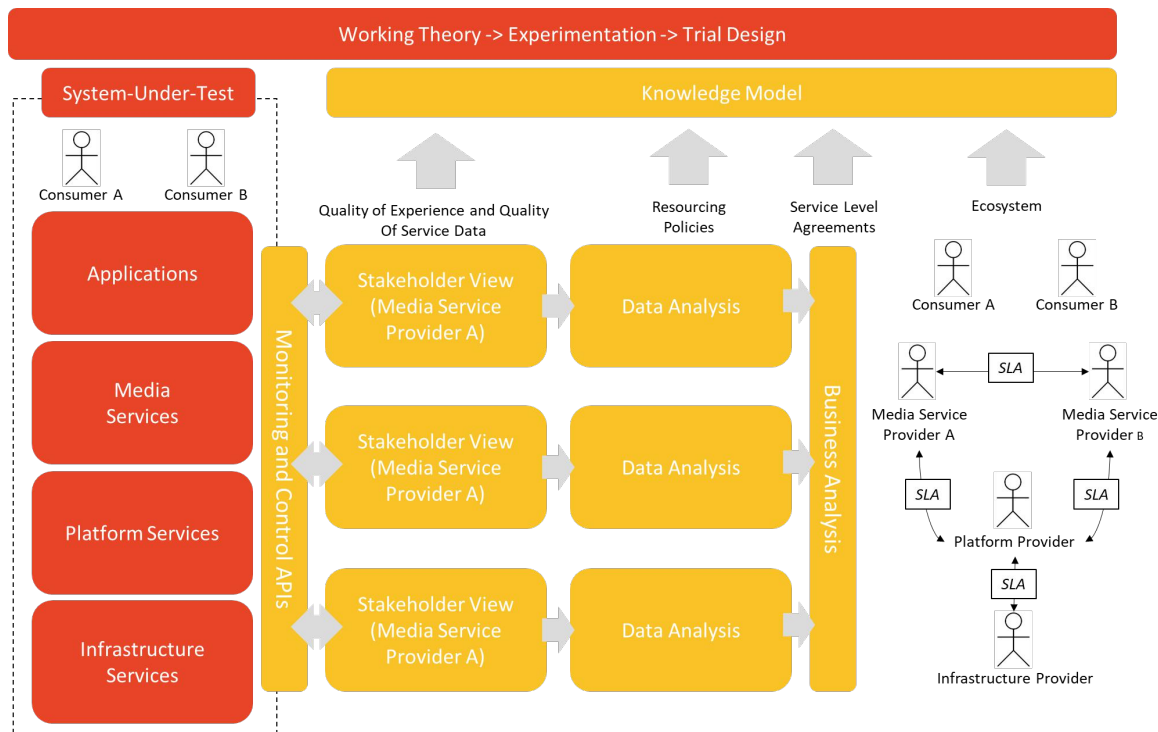 Working Theory -> Experimentation -> Trial Design
System-Under-Test
Knowledge Model
Consumer A
Consumer B
Quality of Experience and Quality
Of Service Data
Resourcing
Policies
Service Level
Agreements
Ecosystem
Applications
Media
Services
Platform Services
Infrastructure
Services
Monitoring and Control APIs
Stakeholder View
(Media Service
Provider A)
Data Analysis
Stakeholder View
(Media Service
Provider A)
Data Analysis
Stakeholder View
(Media Service
Provider A)
Data Analysis
Business Analysis
Consumer A
Consumer B
SLA
Media Service
Provider A
Media Service
Provider B
SLA
SLA
Platform Provider
SLA
Infrastructure Provider